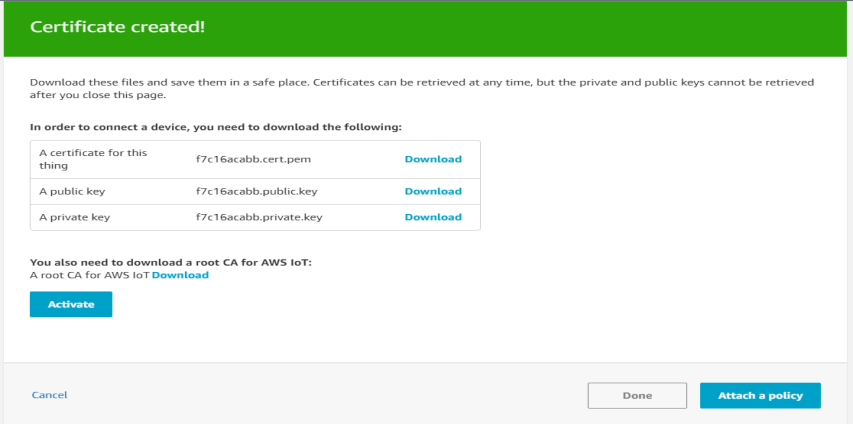 Certificate created!
Download these files and save them in a safe place. Certificates can be retrieved at any time, but the private and public keys cannot be retrieved
after you close this page.
In order to connect a device, you need to download the following:
A certificate for this
thing
f7c16acabb.cert.pem
Download
A public key
f7c16acabb.public.key
Download
A private key
f7c16acabb.private.key
Download
You also need to download a root CA for AWS IoT:
A root CA for AWS IoT Download
Activate
Cancel
Done
Attach a policy